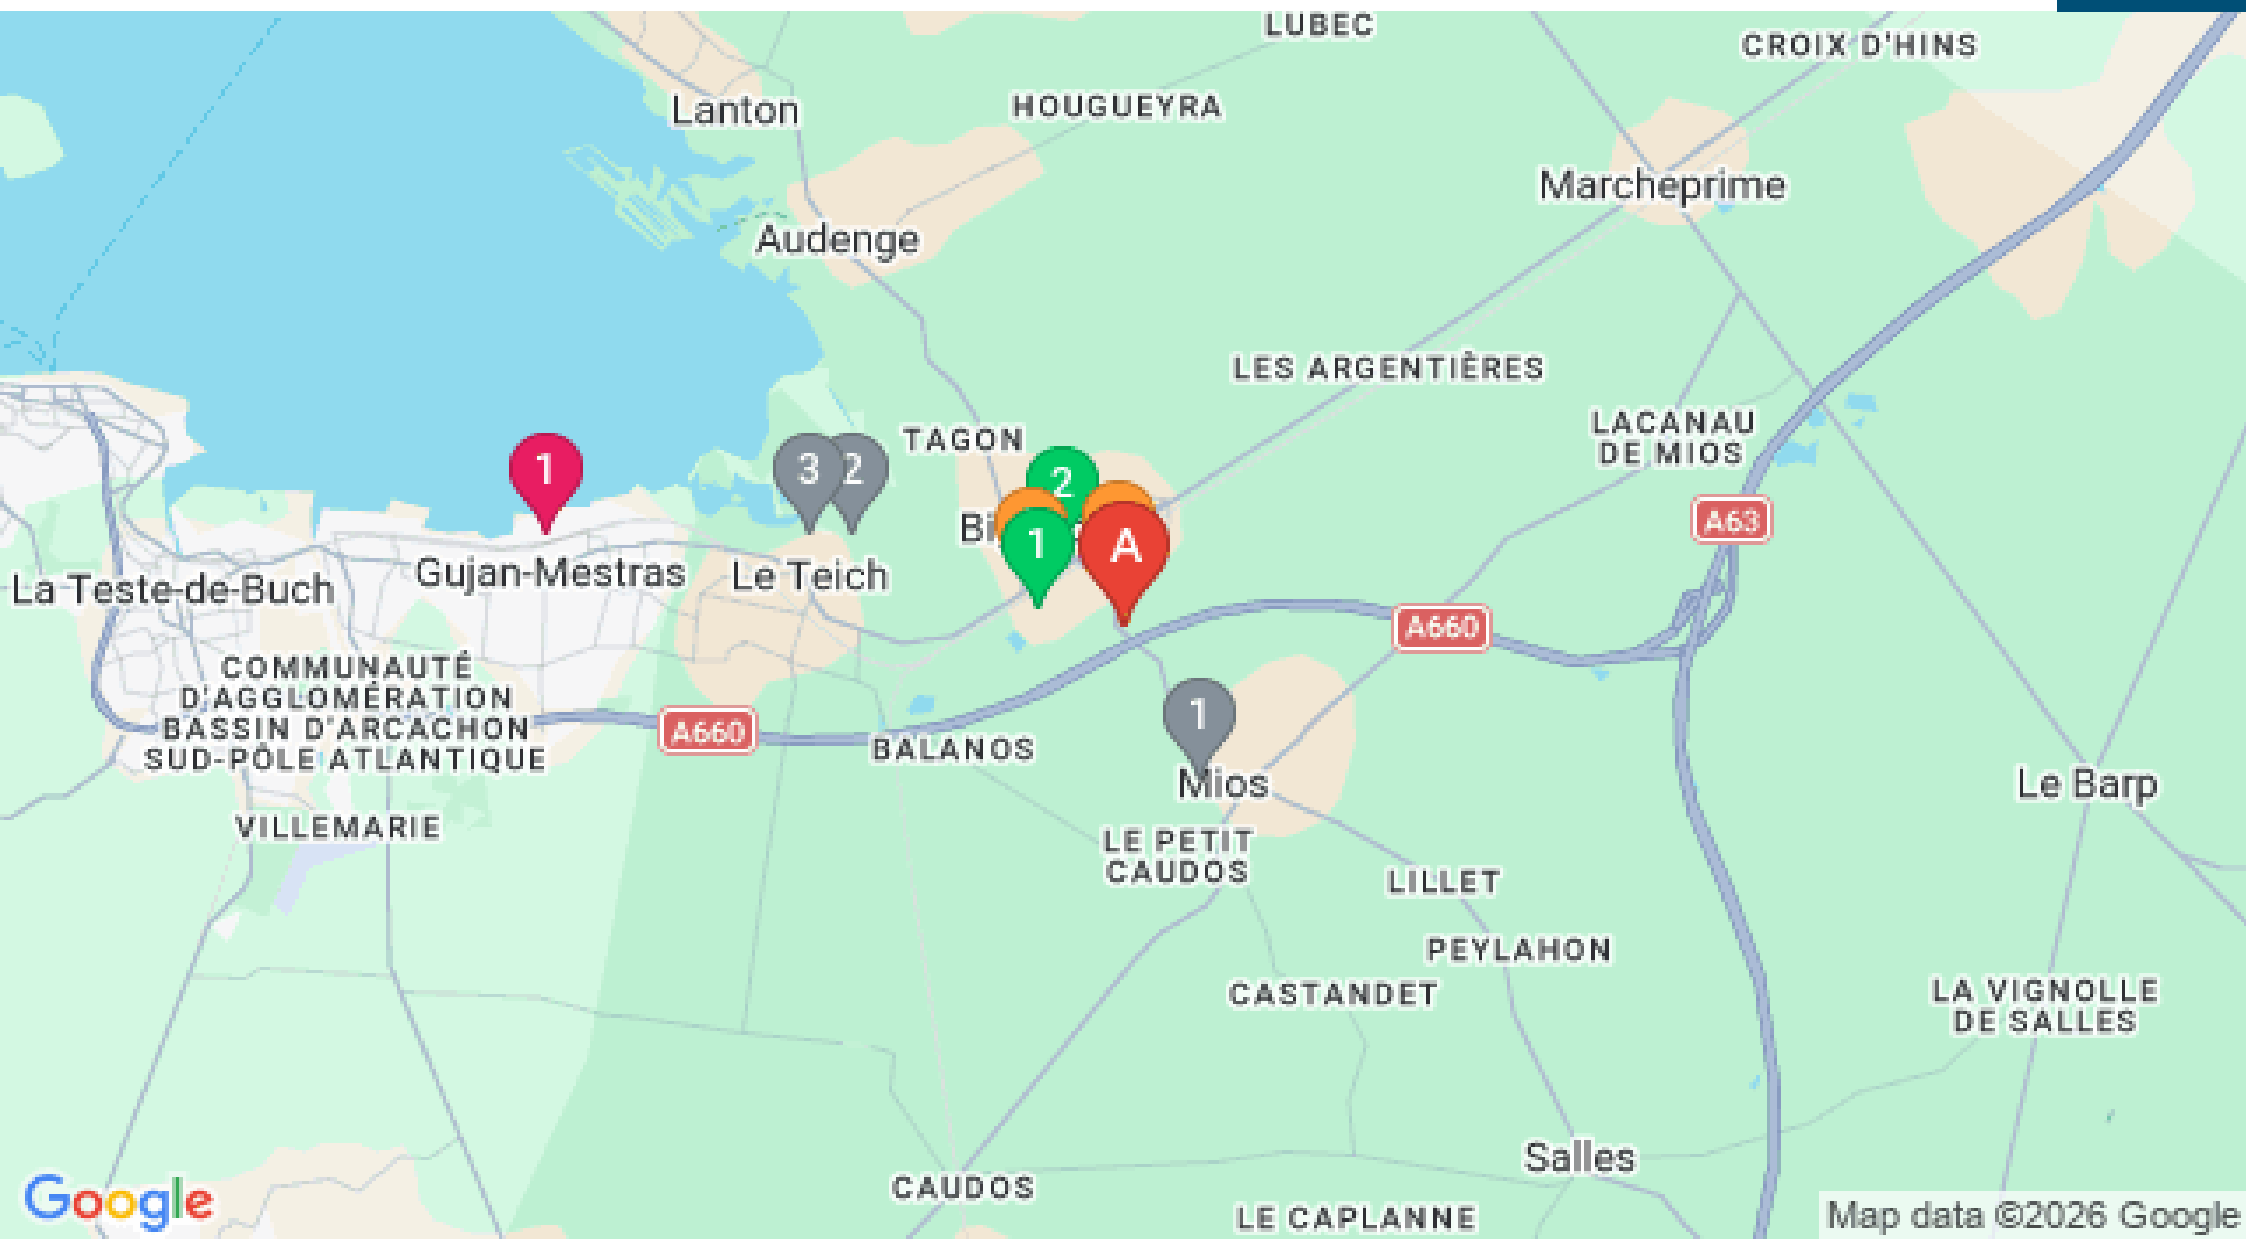 LUBEC
CROIX D'HINS
Lanton
HOUGUEYRA
Marcheprime
Audenge
LES ARGENTIÈRES
LACANAU
DE MIOS
TAGON
1
3
2
2
Bi
1
A
A63
Gujan-Mestras
Le Teich
La Teste-de-Buch
A660
COMMUNAUTÉ
D'AGGLOMÉRATION
BASSIN D'ARCACHON
SUD-PÔLE ATLANTIQUE
A660
BALANOS
1
Mios
Le Barp
VILLEMARIE
LE PETIT
CAUDOS
LILLET
PEYLAHON
CASTANDET
LA VIGNOLLE
DE SALLES
Salles
CAUDOS
LE CAPLANNE
Google
Map data ©2026 Google